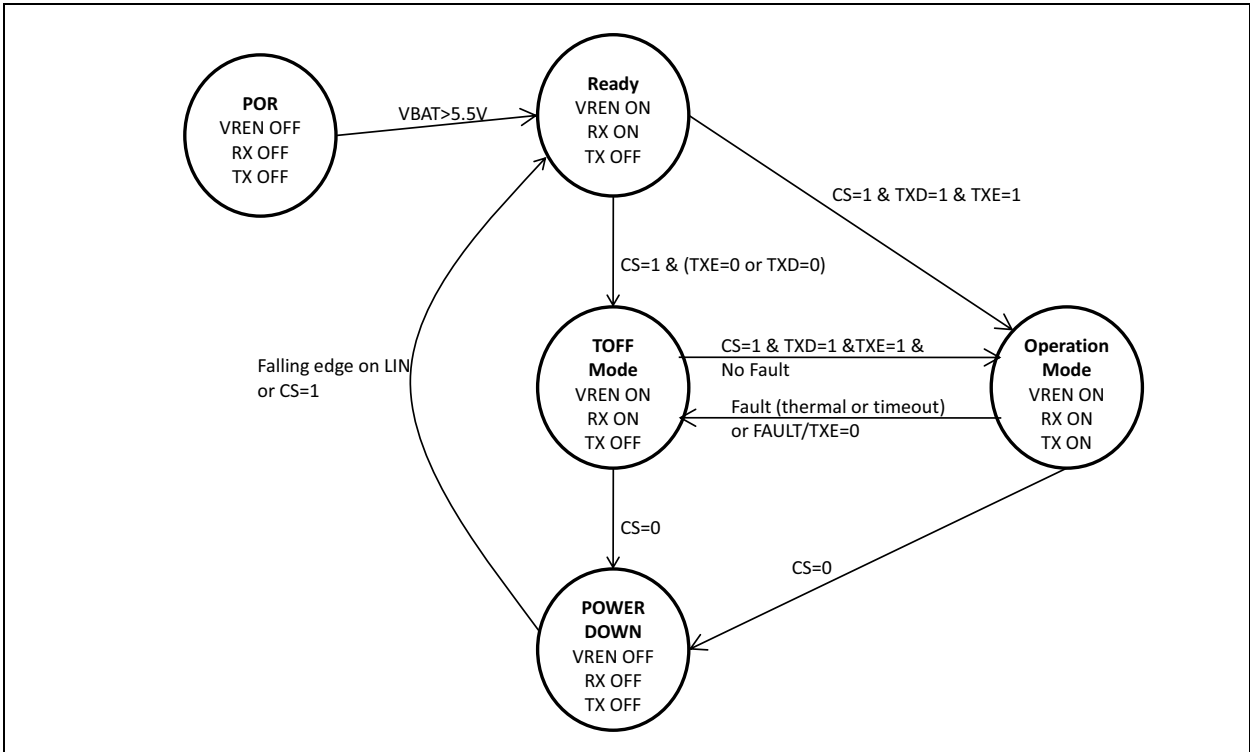 POR
VREN OFF
RX OFF
TX OFF
VBAT>5.5V
Ready
VREN ON
RX ON
TX OFF
CS=1 & TXD=1 & TXE=1
CS=1 & (TXE=0 or TXD=0)
Falling edge on LIN
or CS=1
TOFF
Mode
VREN ON
RX ON
TX OFF
CS=1 & TXD=1 &TXE=1 &
No Fault
Fault (thermal or timeout)
or FAULT/TXE=0
Operation
Mode
VREN ON
RX ON
TX ON
CS=0
CS=0
POWER
DOWN
VREN OFF
RX OFF
TX OFF